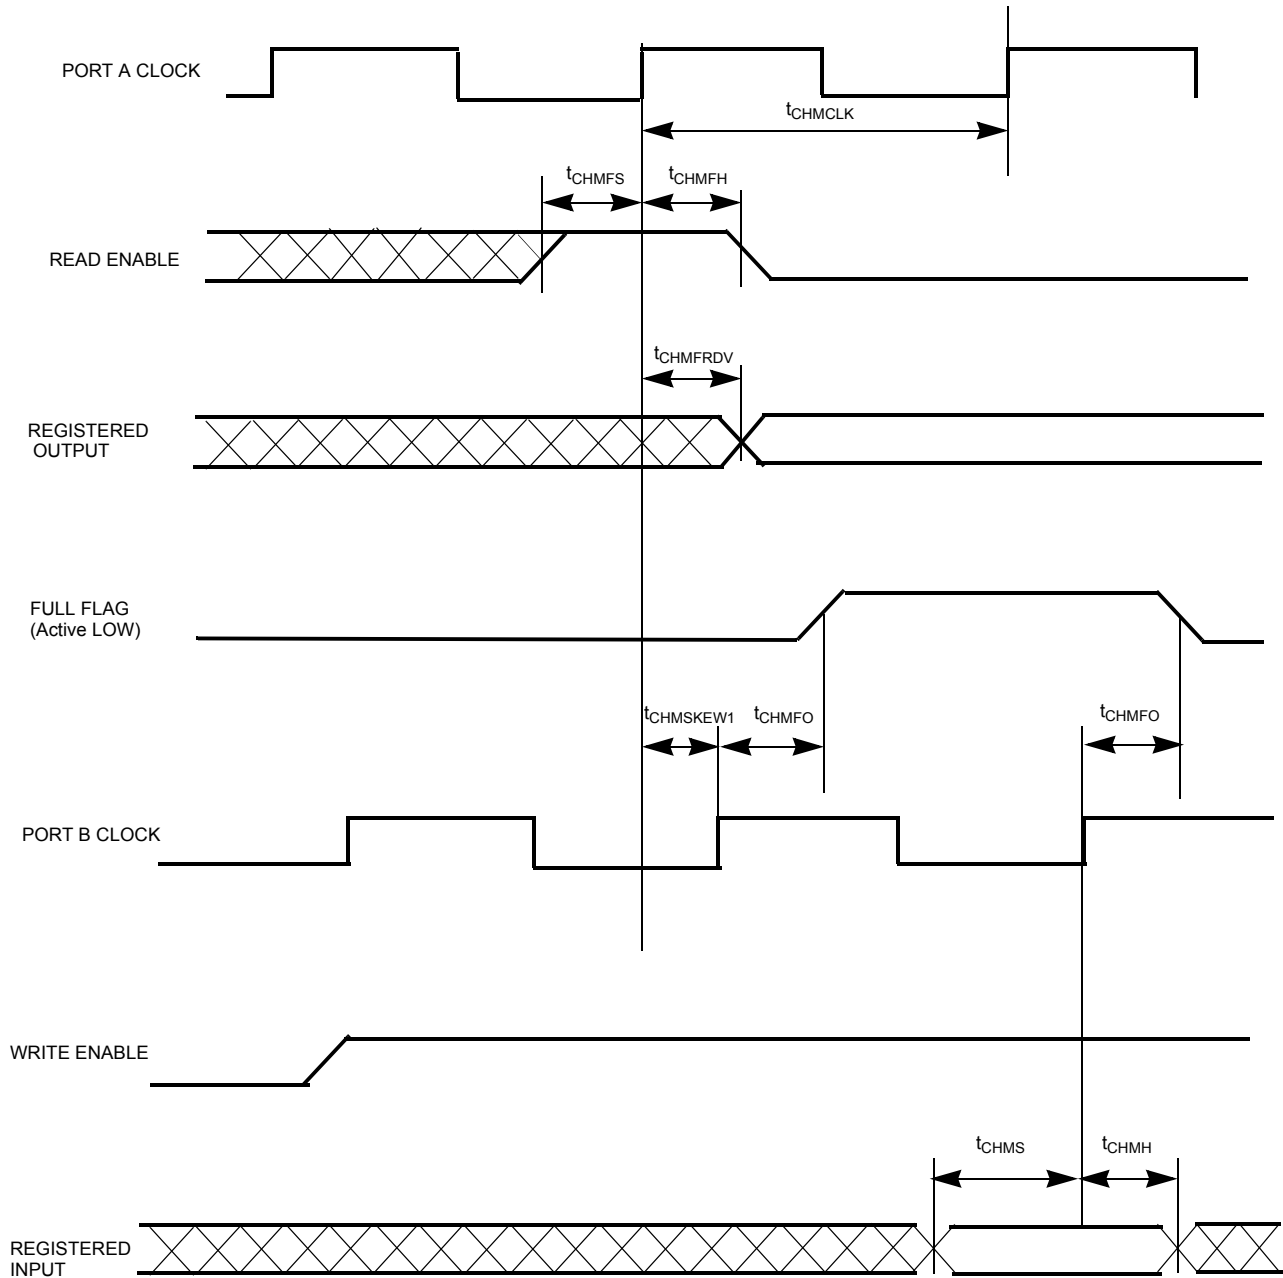 PORT A CLOCK
tCHMCLK
tCHMFS
tCHMFH
READ ENABLE
tCHMFRDV
REGISTERED
OUTPUT
FULL FLAG
(Active LOW)
tCHMSKEW1
tCHMFO
tCHMFO
PORT B CLOCK
WRITE ENABLE
tCHMS
tCHMH
REGISTERED
INPUT